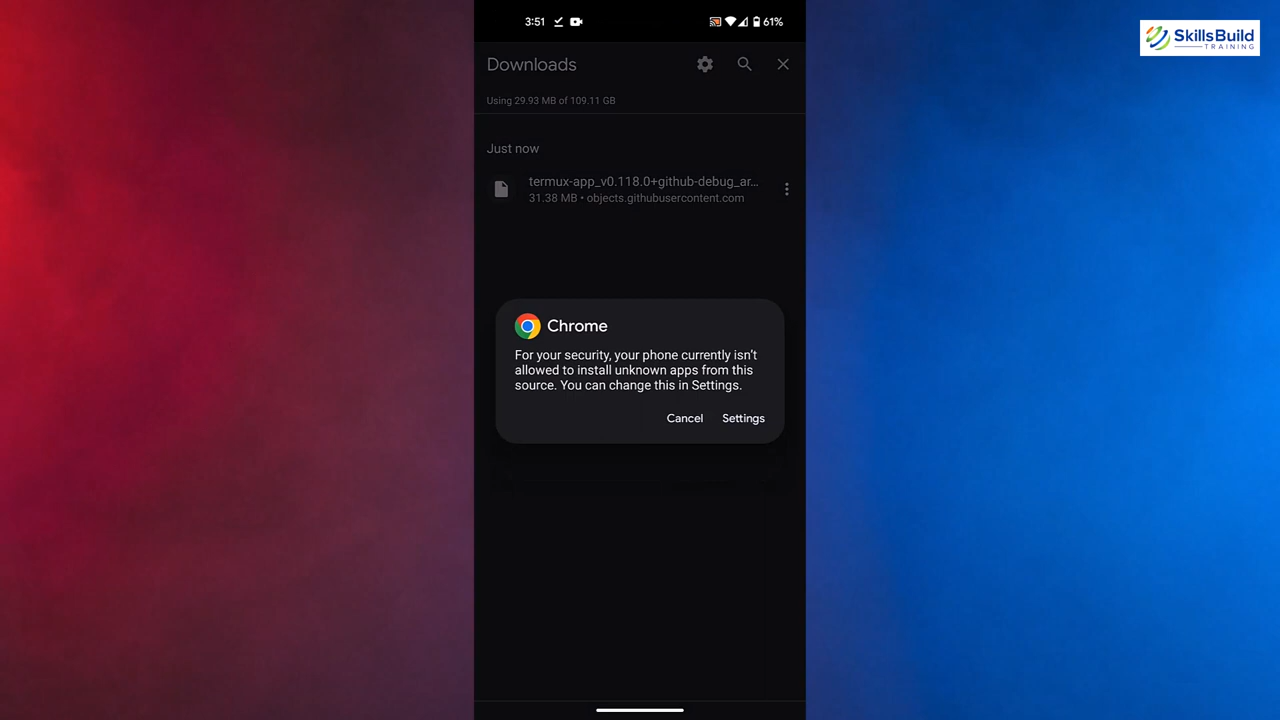 3:51
61%
SkillsBuild
TRAINING
Downloads
Using 29.93 MB of 109.11 GB
Just now
termux-app_v0.118.0+github-debug_ar...
31.38 MB • objects.githubusercontent.com
Chrome
For your security, your phone currently isn't
allowed to install unknown apps from this
source. You can change this in Settings.
Cancel Settings